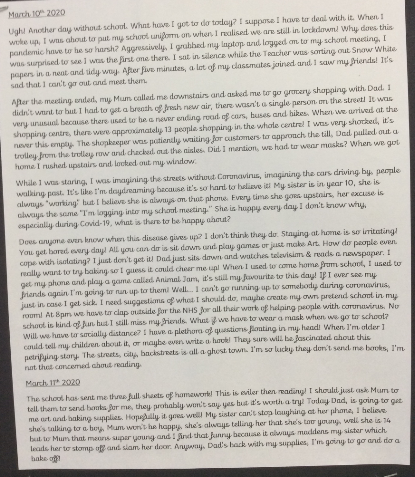 March 10th 2020
Ugh! Another day without school. What have I got to do today? I suppose I have to deal with it. When I
woke up, I was about to put my school uniform on when I realised we are still in lockdown! Why does this
pandemic have to be so harsh? Aggressively, I grabbed my laptop and logged on to my school meeting, I
was surprised to see I was the first one there. I sat in silence while the Teacher was sorting out Snow White
papers in a neat and tidy way. After five minutes, a lot of my classmates joined and I saw my friends! It's
sad that I can't go out and meet them.
After the meeting ended, my Mum called me downstairs and asked me to go grocery shopping with Dad. I
didn't want to but I had to get a breath of fresh new air, there wasn't a single person on the street! It was
very unusual because there used to be a never ending road of cars, buses and bikes. When we arrived at the
shopping centre, there were approximately 13 people shopping in the whole centre! I was very shocked, it's
never this empty. The shopkeeper was patiently waiting for customers to approach the till, Dad pulled out a
trolley from the trolley row and checked out the aisles. Did I mention, we had to wear masks? When we got
home I rushed upstairs and looked out my window.
While I was staring, I was imagining the streets without Coronavirus, imagining the cars driving by, people
walking past. It's like I'm daydreaming because it's so hard to believe it! My sister is in year 10, she is
always "working" but I believe she is always on that phone. Every time she goes upstairs, her excuse is
always the same "I'm logging into my school meeting." She is happy every day I don't know why,
especially during Covid-19, what is there to be happy about?
Does anyone even know when this disease gives up? I don't think they do. Staying at home is so irritating!
You get bored every day! All you can do is sit down and play games or just make Art. How do people even
cope with isolating? I just don't get it! Dad just sits down and watches television & reads a newspaper. I
really want to try baking so I guess it could cheer me up! When I used to come home from school, I used to
get my phone and play a game called Animal Jam, it's still my favourite to this day! If I ever see my
friends again I'm going to run up to them! Well... I can't go running up to somebody during coronavirus,
just in case I get sick. I need suggestions of what I should do, maybe create my own pretend school in my
room! At 8pm we have to clap outside for the NHS for all their work of helping people with coronavirus. No
school is kind of fun but I still miss my friends. What if we have to wear a mask when we go to school?
Will we have to socially distance? I have a plethora of questions floating in my head! When I'm older I
could tell my children about it, or maybe even write a book! They sure will be fascinated about this
petrifying story. The streets, city, backstreets is all a ghost town. I'm so lucky they don't send me books, I'm
not that concerned about reading.
March 11th 2020
The school has sent me three full sheets of homework! This is eviler then reading! I should just ask Mum to
tell them to send books for me, they probably won't say yes but it's worth a try! Today Dad, is going to get
me art and baking supplies. Hopefully it goes well! My sister can't stop laughing at her phone, I believe
she's talking to a boy, Mum won't be happy, she's always telling her that she's too young, well she is 14
but to Mum that means super young and I find that funny because it always maddens my sister which
leads her to stomp off and slam her door. Anyway, Dad's back with my supplies, I'm going to go and do a
bake off!